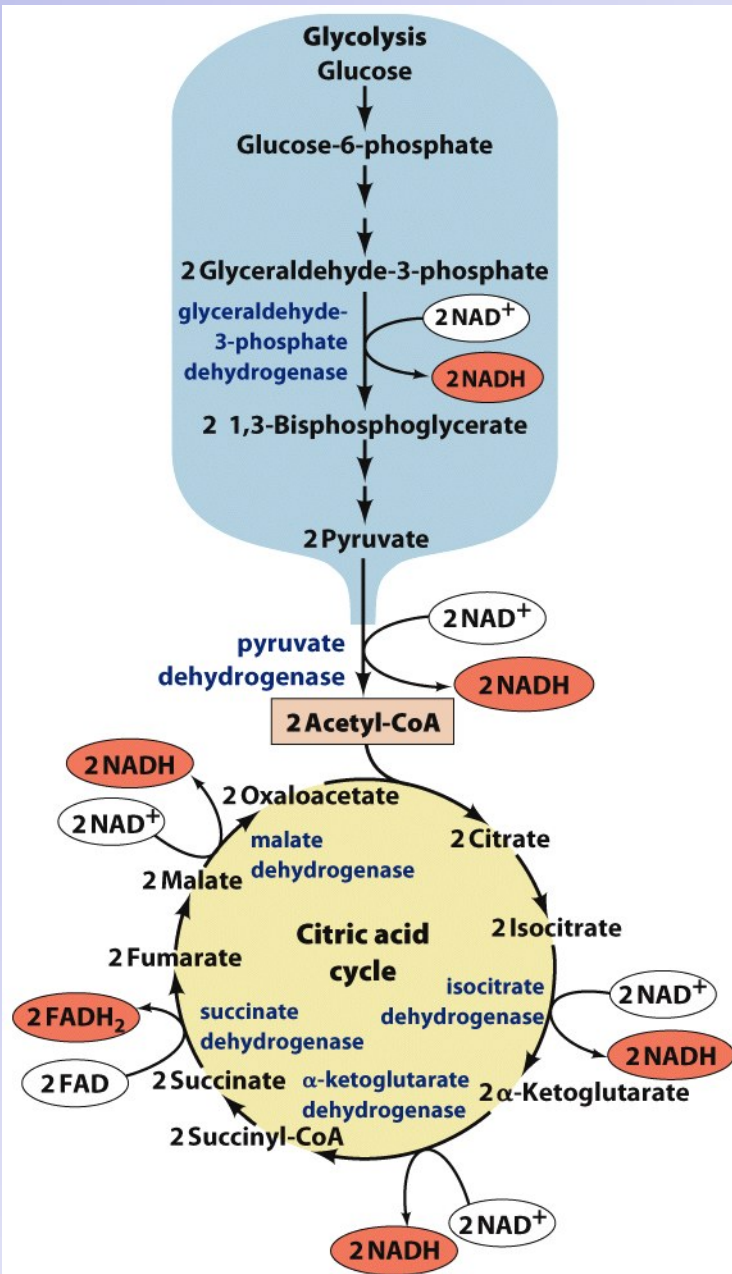 Glycolysis
Glucose
Glucose-6-phosphate
2 Glyceraldehyde-3-phosphate
glyceraldehyde-
3-phosphate
dehydrogenase
2 NAD⁺
2 NADH
2 1,3-Bisphosphoglycerate
2 Pyruvate
pyruvate
dehydrogenase
2 NAD⁺
2 NADH
2 Acetyl-CoA
2 NADH
2 NAD⁺
2 Oxaloacetate
malate
dehydrogenase
2 Malate
2 Citrate
2 Isocitrate
Citric acid
cycle
2 Fumarate
isocitrate
dehydrogenase
2 NAD⁺
2 NADH
2 FADH₂
2 FAD
succinate
dehydrogenase
2 Succinate
α-ketoglutarate
dehydrogenase
2 α-Ketoglutarate
2 Succinyl-CoA
2 NADH
2 NAD⁺